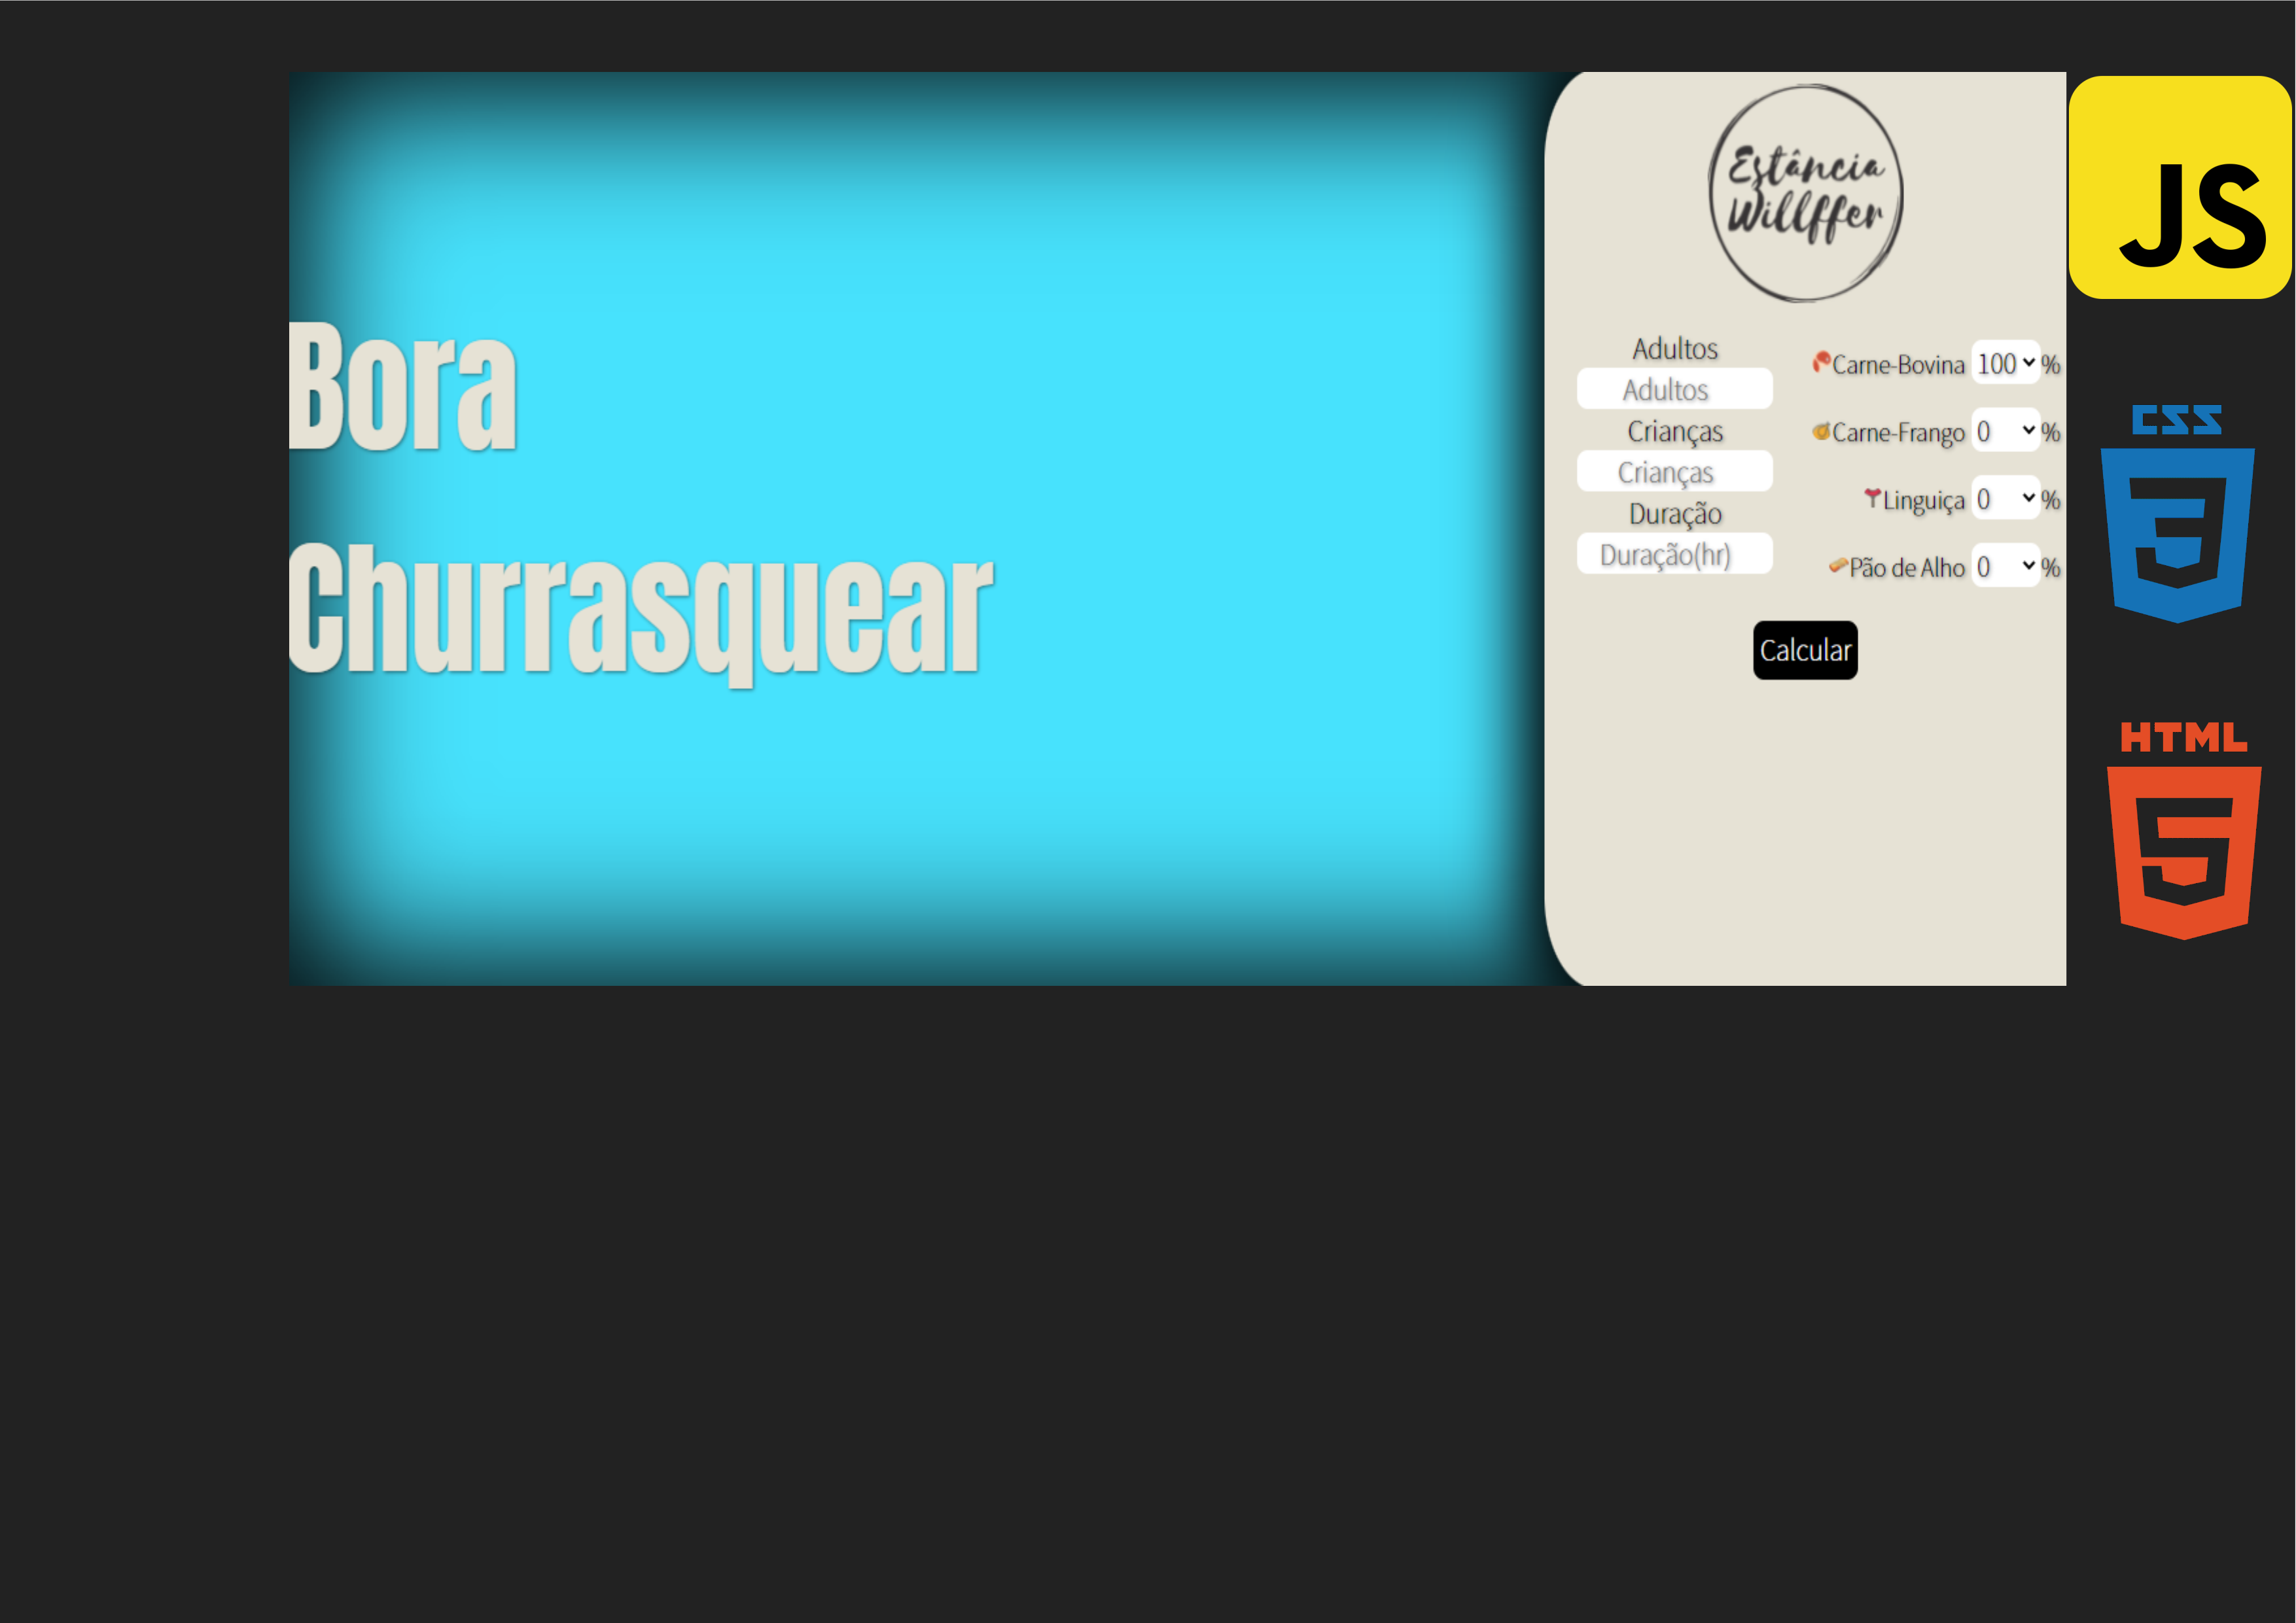 Bora
Churrasquear
Estância
Willffer
Adultos
Adultos
Crianças
Crianças
Duração
Duração(hr)
Carne-Bovina 100 %
Carne-Frango 0 %
Linguiça 0 %
Pão de Alho 0 %
Calcular
JS
CSS
3
HTML
5